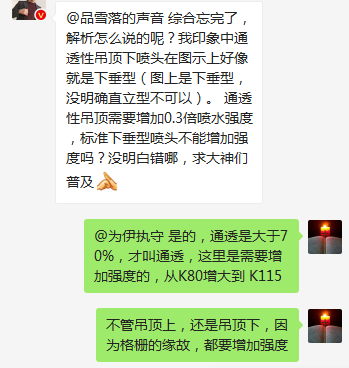 @品雪落的声音 综合忘完了，
解析怎么说的呢？我印象中通
透性吊顶下喷头在图示上好像
就是下垂型（图上是下垂型，
没明确直立型不可以）。 通透
性吊顶需要增加0.3倍喷水强度
，标准下垂型喷头不能增加强
度吗？没明白错哪，求大神们
普及
@为伊执守 是的，通透是大于7
0%，才叫通透，这里是需要增
加强度的，从K80增大到 K115
不管吊顶上，还是吊顶下，因
为格栅的缘故，都要增加强度